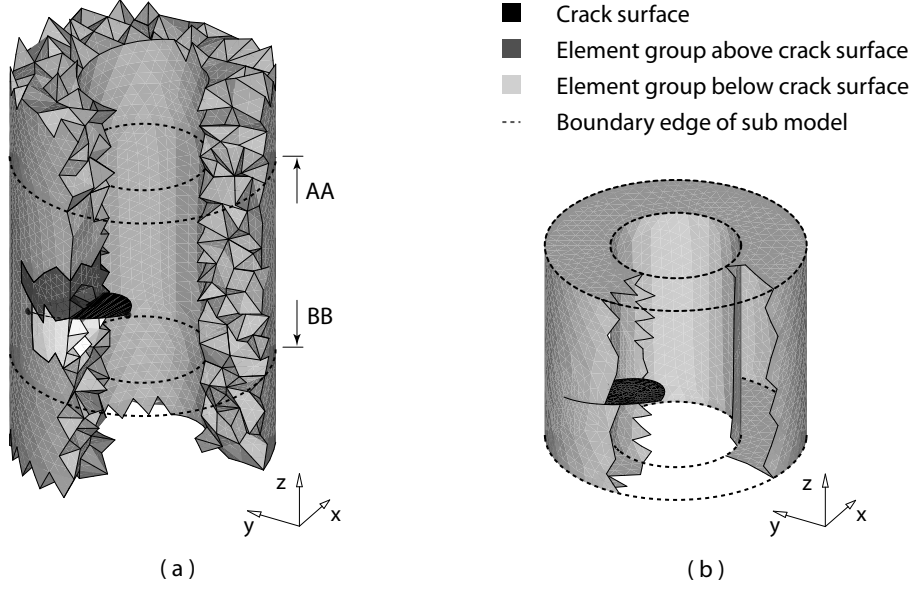 Crack surface
Element group above crack surface
Element group below crack surface
Boundary edge of sub model
AA
BB
z
y
x
z
y
x
( a )
( b )